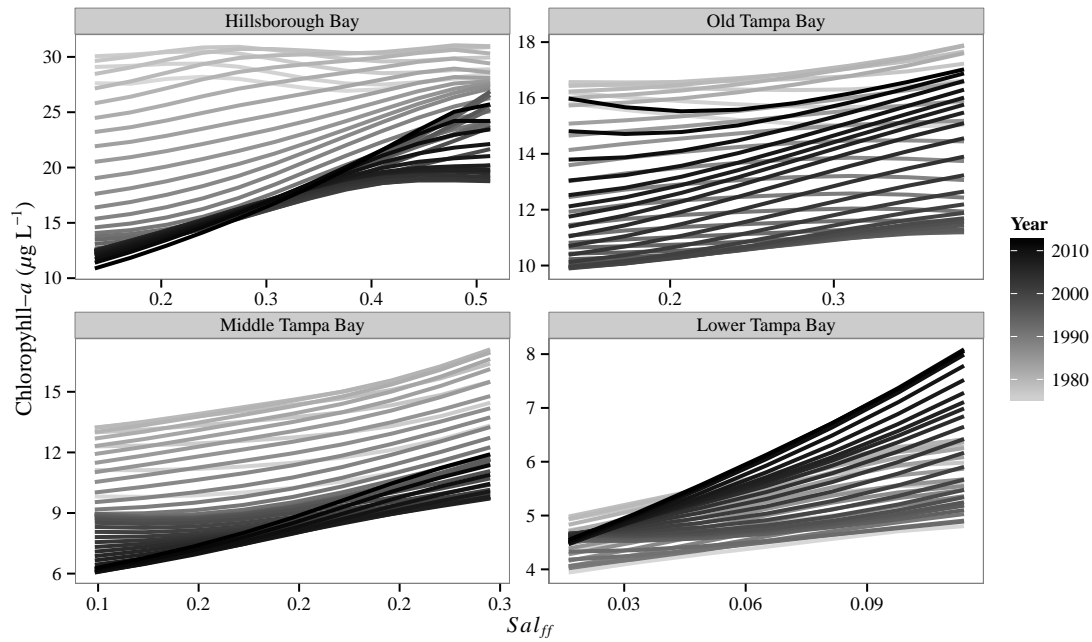 Hillsborough Bay
Old Tampa Bay
30
25
20
15
10
0.2 0.3 0.4 0.5
18
16
14
12
10
0.2 0.3
Middle Tampa Bay
Lower Tampa Bay
15
12
9
6
0.1 0.2 0.2 0.2 0.3
8
7
6
5
4
0.03 0.06 0.09
Chloropyhll−a (μg L⁻¹)
Sal_ff
Year
2010
2000
1990
1980